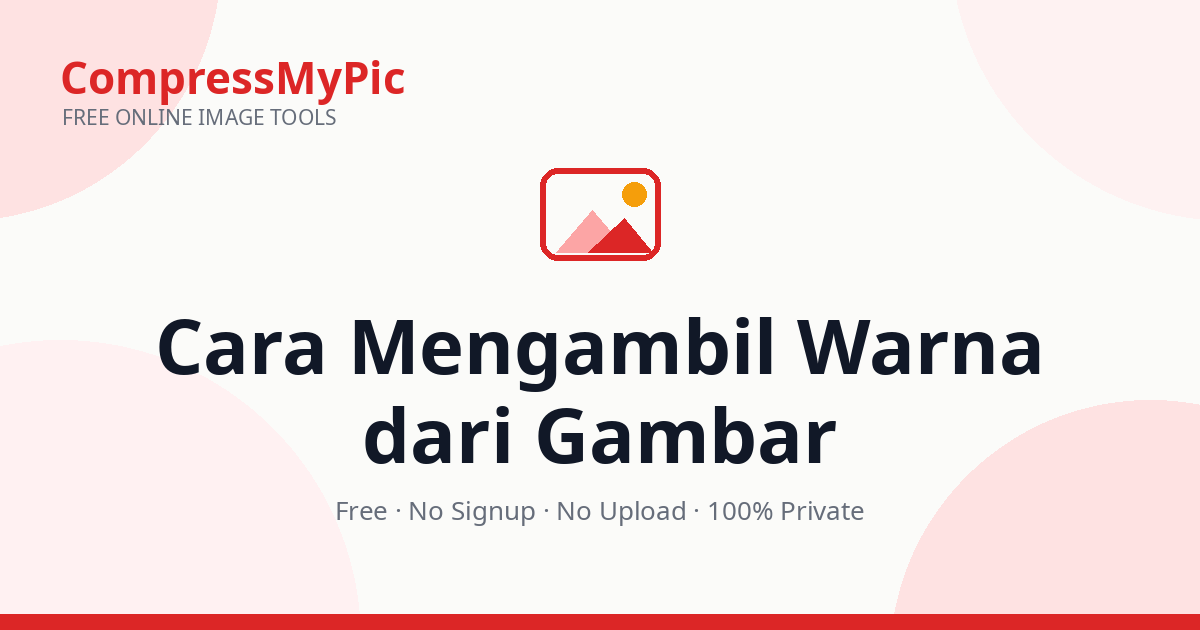 CompressMyPic
FREE ONLINE IMAGE TOOLS
Cara Mengambil Warna
dari Gambar
Free · No Signup · No Upload · 100% Private